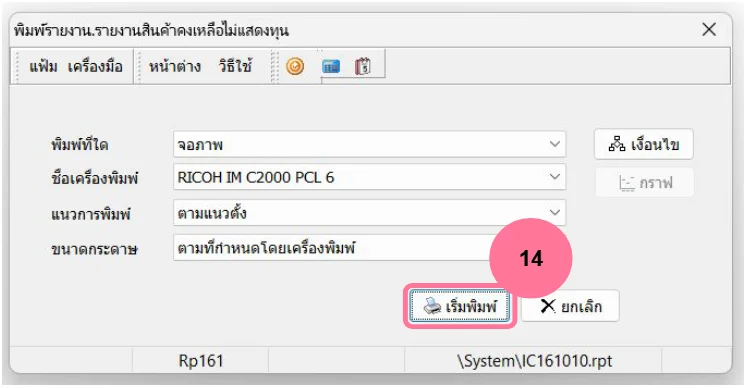 พิมพ์รายงาน.รายงานสินค้าคงเหลือไม่แสดงทุน
แฟ้ม เครื่องมือ หน้าต่าง วิธีใช้
พิมพ์ที่ใด จอภาพ เงื่อนไข
ชื่อเครื่องพิมพ์ RICOH IM C2000 PCL 6 กราฟ
แนวการพิมพ์ ตามแนวตั้ง
ขนาดกระดาษ ตามที่กำหนดโดยเครื่องพิมพ์
14
เริ่มพิมพ์ ยกเลิก
Rp161 \System\IC161010.rpt